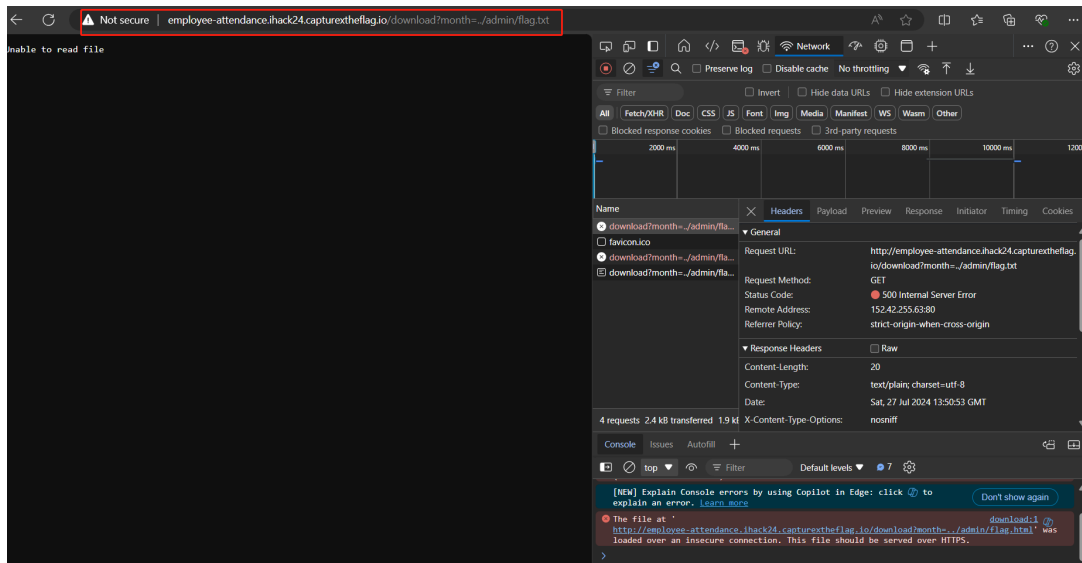 Not secure | employee-attendance.ihack24.capturextheflag.io/download?month=../admin/flag.txt
Unable to read file
Network
Preserve log Disable cache No throttling
Filter Invert Hide data URLs Hide extension URLs
All Fetch/XHR Doc CSS JS Font Img Media Manifest WS Wasm Other
Blocked response cookies Blocked requests 3rd-party requests
2000 ms 4000 ms 6000 ms 8000 ms 10000 ms 1200
Name Headers Payload Preview Response Initiator Timing Cookies
download?month=../admin/fla...
favicon.ico
download?month=../admin/fla...
download?month=../admin/fla...
General
Request URL: http://employee-attendance.ihack24.capturextheflag.
io/download?month=../admin/flag.txt
Request Method: GET
Status Code: 500 Internal Server Error
Remote Address: 152.42.255.63:80
Referrer Policy: strict-origin-when-cross-origin
Response Headers Raw
Content-Length: 20
Content-Type: text/plain; charset=utf-8
Date: Sat, 27 Jul 2024 13:50:53 GMT
X-Content-Type-Options: nosniff
4 requests 2.4 kB transferred 1.9 kB
Console Issues Autofill
top Filter Default levels 7
[NEW] Explain Console errors by using Copilot in Edge: click to
explain an error. Learn more
Don't show again
The file at ' download:1
http://employee-attendance.ihack24.capturextheflag.io/download?month=../admin/flag.html' was
loaded over an insecure connection. This file should be served over HTTPS.